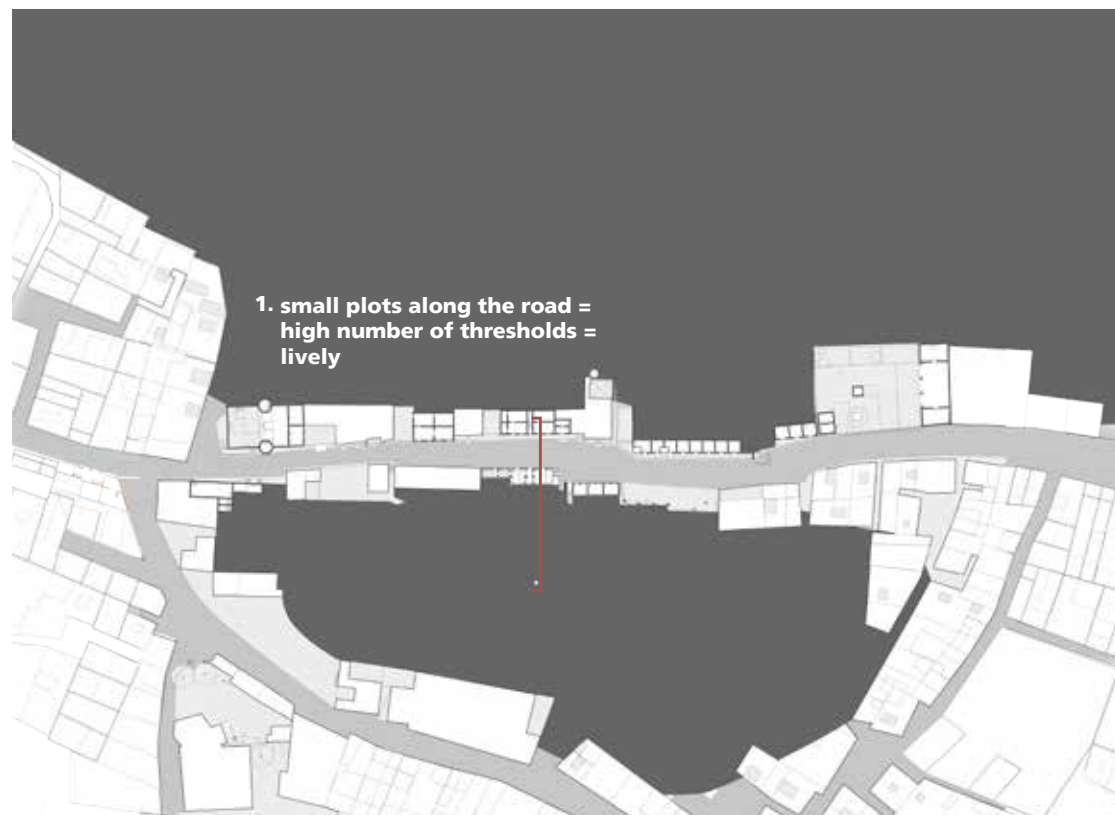 1. small plots along the road =
high number of thresholds =
lively